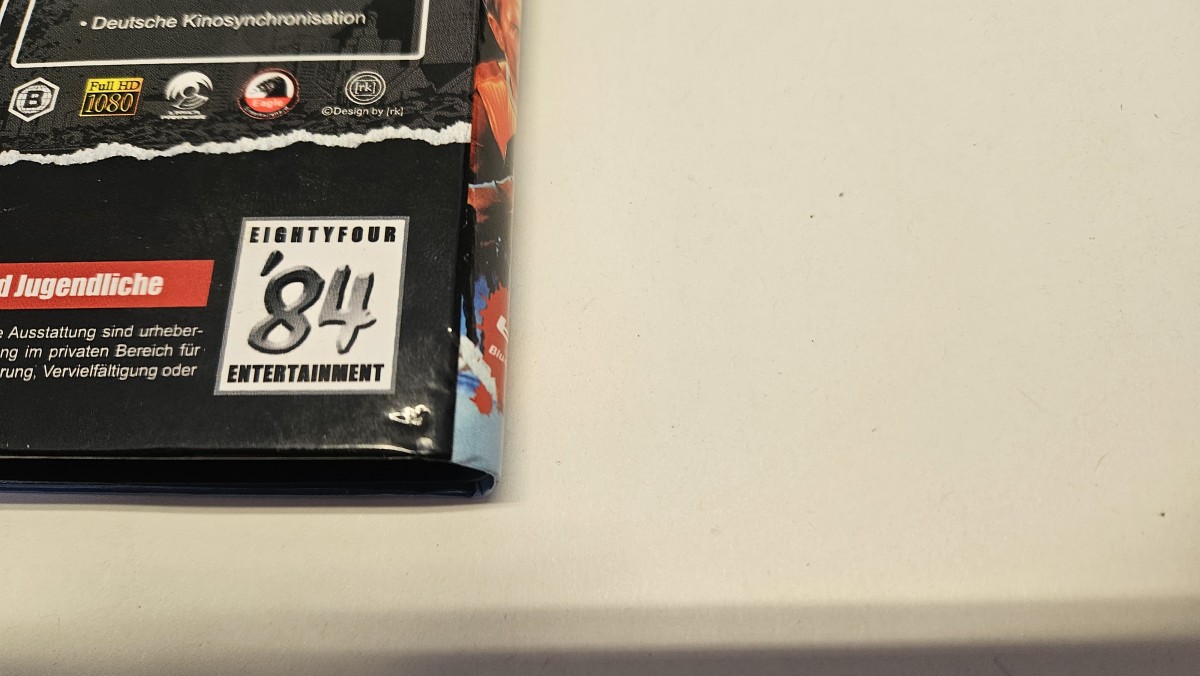 • Deutsche Kinosynchronisation
B
Full HD
1080
Eagle
[rk]
©Design by [rk]
EIGHTYFOUR
'84
ENTERTAINMENT
d Jugendliche
e Ausstattung sind urheber-
ng im privaten Bereich für
rung, Vervielfältigung oder